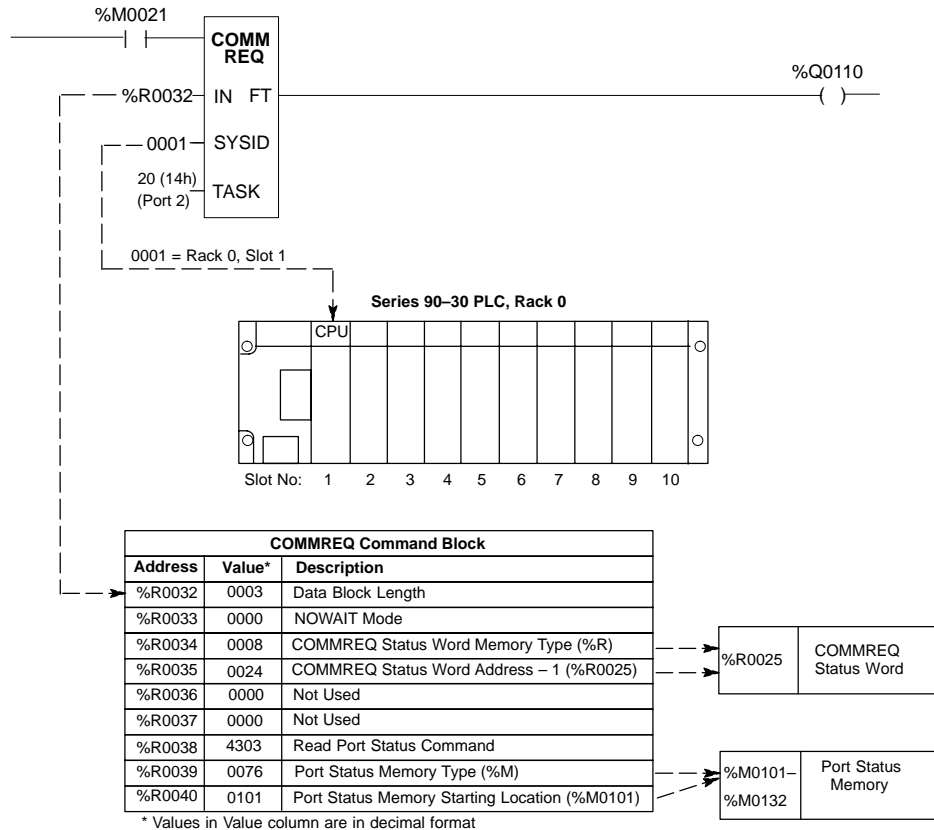 %M0021
COMM
REQ
%Q0110
%R0032 IN FT
0001 SYSID
20 (14h)
(Port 2) TASK
0001 = Rack 0, Slot 1
Series 90–30 PLC, Rack 0
CPU
Slot No: 1 2 3 4 5 6 7 8 9 10
COMMREQ Command Block
Address Value* Description
%R0032 0003 Data Block Length
%R0033 0000 NOWAIT Mode
%R0034 0008 COMMREQ Status Word Memory Type (%R)
%R0035 0024 COMMREQ Status Word Address – 1 (%R0025)
%R0036 0000 Not Used
%R0037 0000 Not Used
%R0038 4303 Read Port Status Command
%R0039 0076 Port Status Memory Type (%M)
%R0040 0101 Port Status Memory Starting Location (%M0101)
* Values in Value column are in decimal format
%R0025 COMMREQ
Status Word
%M0101– Port Status
%M0132 Memory